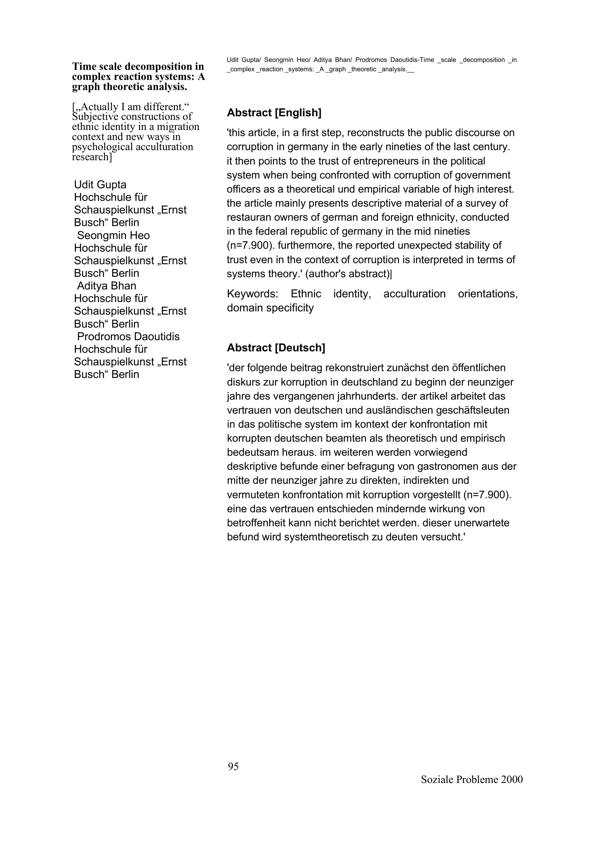 Udit Gupta/ Seongmin Heo/ Aditya Bhan/ Prodromos Daoutidis-Time _scale _decomposition _in
_complex _reaction _systems: _A _graph _theoretic _analysis.__
Time scale decomposition in
complex reaction systems: A
graph theoretic analysis.
[„Actually I am different.“
Subjective constructions of
ethnic identity in a migration
context and new ways in
psychological acculturation
research]
Udit Gupta
Hochschule für
Schauspielkunst „Ernst
Busch“ Berlin
Seongmin Heo
Hochschule für
Schauspielkunst „Ernst
Busch“ Berlin
Aditya Bhan
Hochschule für
Schauspielkunst „Ernst
Busch“ Berlin
Prodromos Daoutidis
Hochschule für
Schauspielkunst „Ernst
Busch“ Berlin
Abstract [English]
'this article, in a first step, reconstructs the public discourse on
corruption in germany in the early nineties of the last century.
it then points to the trust of entrepreneurs in the political
system when being confronted with corruption of government
officers as a theoretical und empirical variable of high interest.
the article mainly presents descriptive material of a survey of
restauran owners of german and foreign ethnicity, conducted
in the federal republic of germany in the mid nineties
(n=7.900). furthermore, the reported unexpected stability of
trust even in the context of corruption is interpreted in terms of
systems theory.' (author's abstract)|
Keywords: Ethnic identity, acculturation orientations,
domain specificity
Abstract [Deutsch]
'der folgende beitrag rekonstruiert zunächst den öffentlichen
diskurs zur korruption in deutschland zu beginn der neunziger
jahre des vergangenen jahrhunderts. der artikel arbeitet das
vertrauen von deutschen und ausländischen geschäftsleuten
in das politische system im kontext der konfrontation mit
korrupten deutschen beamten als theoretisch und empirisch
bedeutsam heraus. im weiteren werden vorwiegend
deskriptive befunde einer befragung von gastronomen aus der
mitte der neunziger jahre zu direkten, indirekten und
vermuteten konfrontation mit korruption vorgestellt (n=7.900).
eine das vertrauen entschieden mindernde wirkung von
betroffenheit kann nicht berichtet werden. dieser unerwartete
befund wird systemtheoretisch zu deuten versucht.'
95
Soziale Probleme 2000